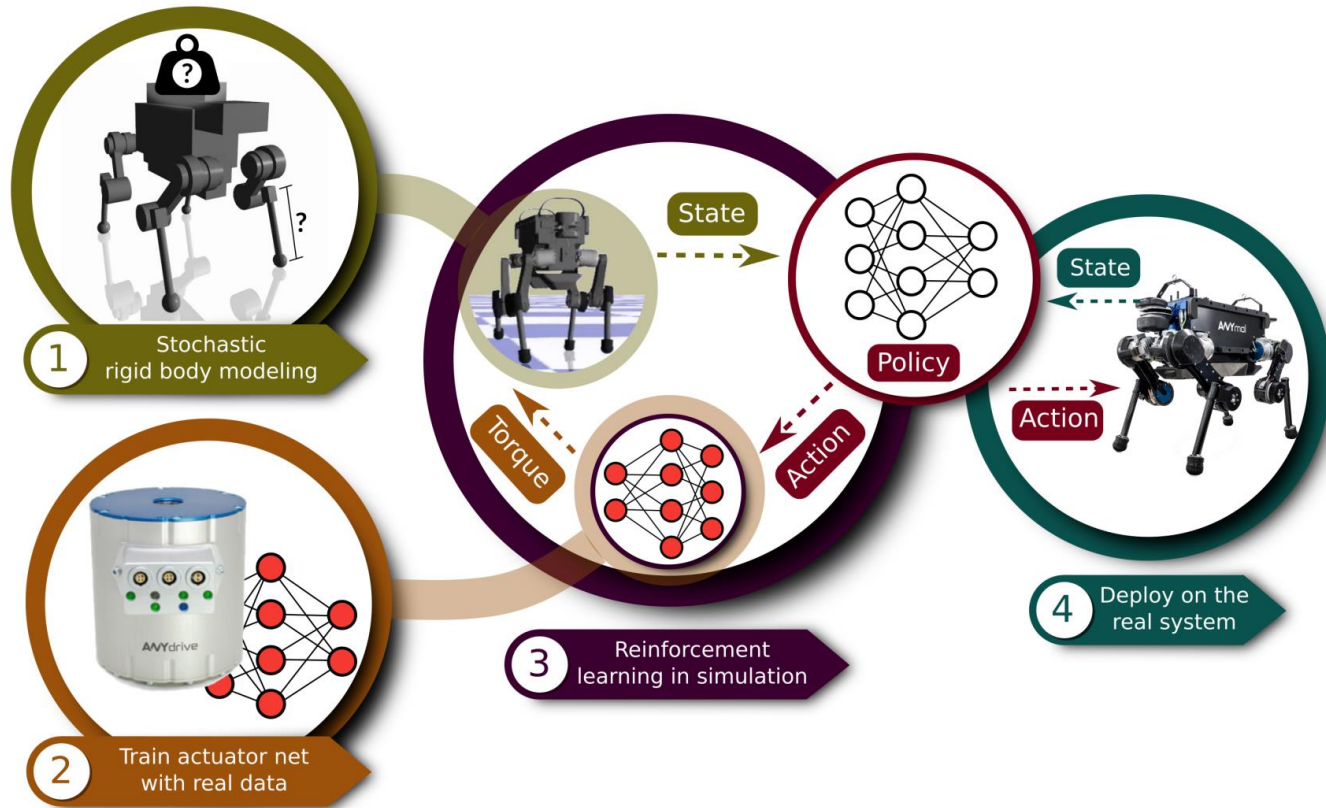 ?
?
1
Stochastic
rigid body modeling
ANYdrive
2
Train actuator net
with real data
State
Policy
Action
Torque
3
Reinforcement
learning in simulation
State
ANYmal
Action
4
Deploy on the
real system